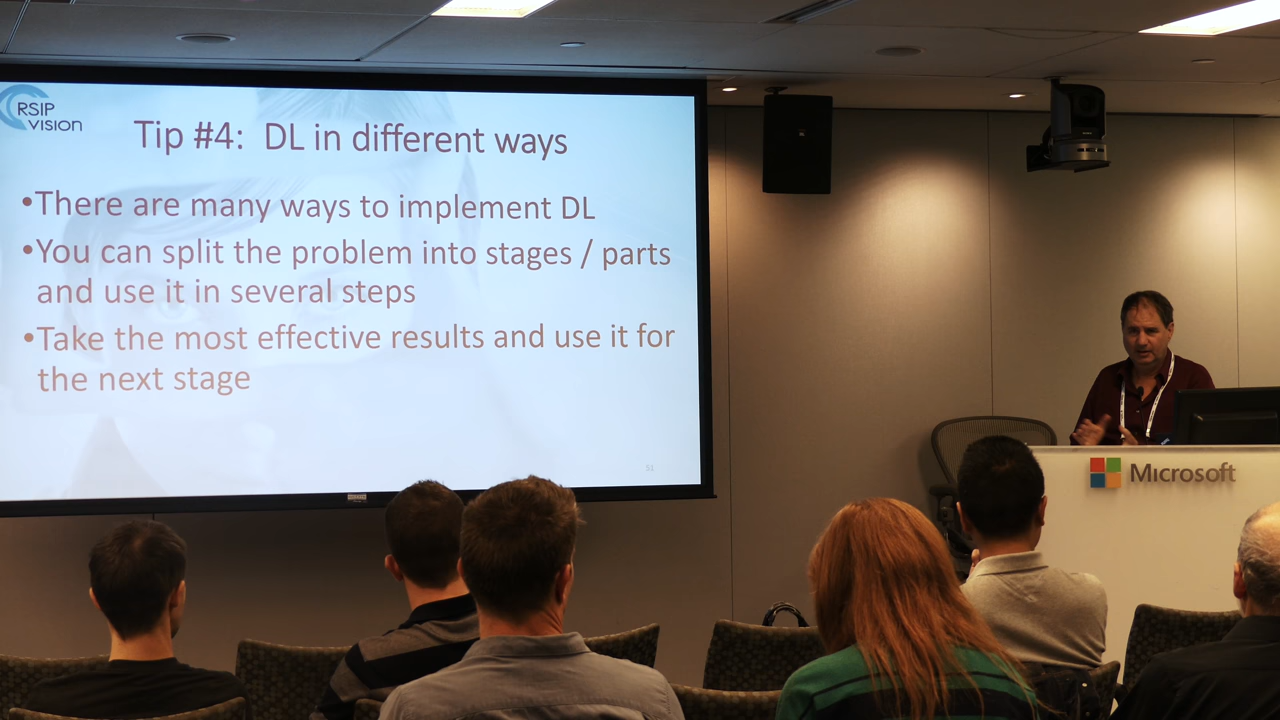 RSIP
VISION
Tip #4: DL in different ways
•There are many ways to implement DL
•You can split the problem into stages / parts
and use it in several steps
•Take the most effective results and use it for
the next stage
Microsoft